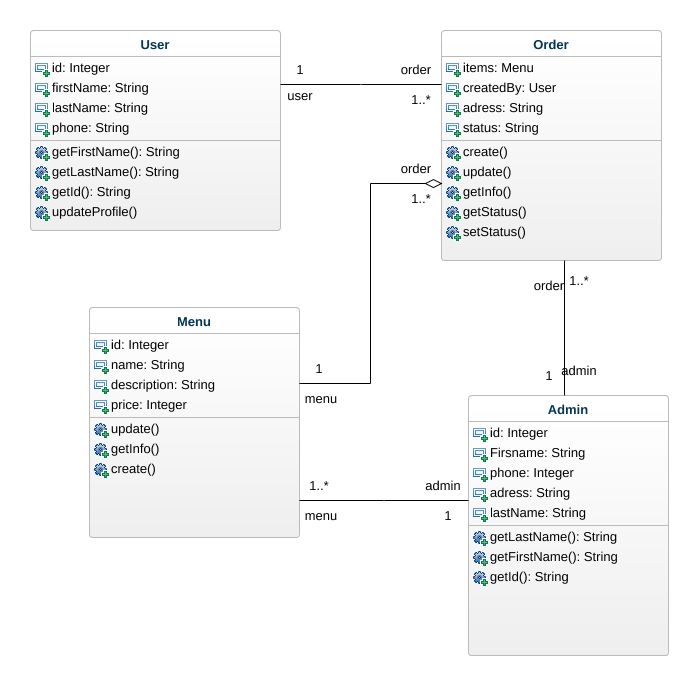 User
id: Integer
firstName: String
lastName: String
phone: String
getFirstName(): String
getLastName(): String
getId(): String
updateProfile()
1
user
order
1..*
Order
items: Menu
createdBy: User
adress: String
status: String
create()
update()
getInfo()
getStatus()
setStatus()
order
1..*
order
1..*
1
admin
Menu
id: Integer
name: String
description: String
price: Integer
update()
getInfo()
create()
1
menu
1..*
menu
admin
1
Admin
id: Integer
Firsname: String
phone: Integer
adress: String
lastName: String
getLastName(): String
getFirstName(): String
getId(): String